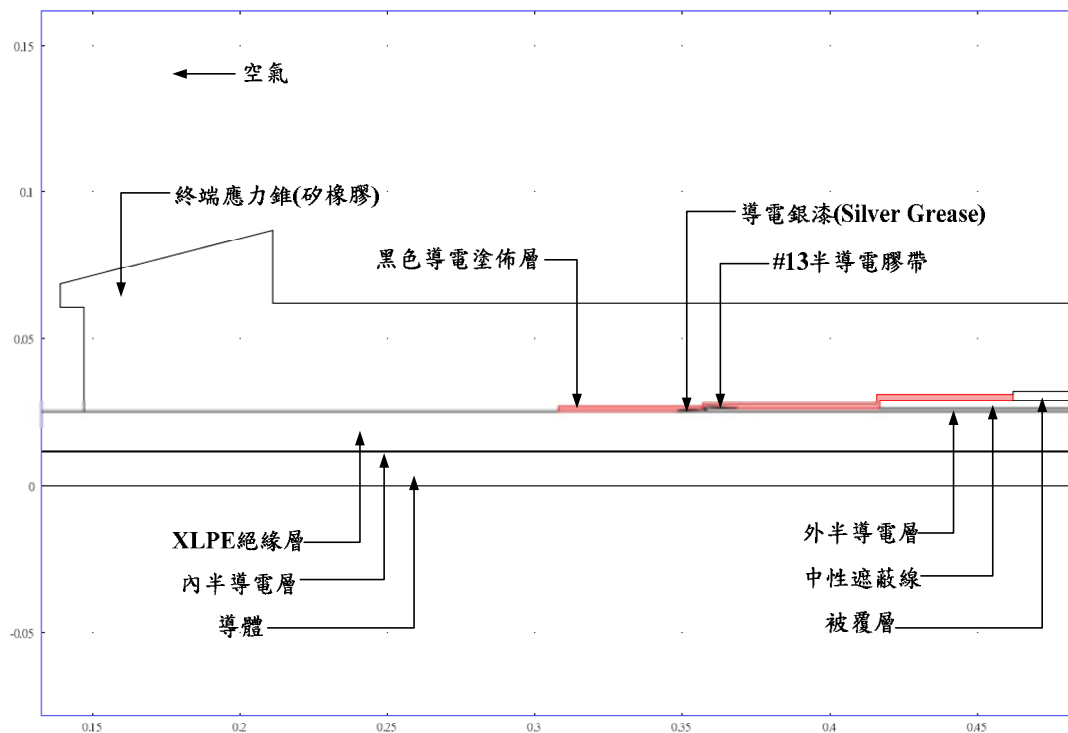 0.15
空氣
0.1
終端應力錐(矽橡膠)
導電銀漆(Silver Grease)
黑色導電塗佈層
#13半導電膠帶
0.05
0
XLPE絕緣層
外半導電層
內半導電層
中性遮蔽線
導體
被覆層
-0.05
0.15
0.2
0.25
0.3
0.35
0.4
0.45